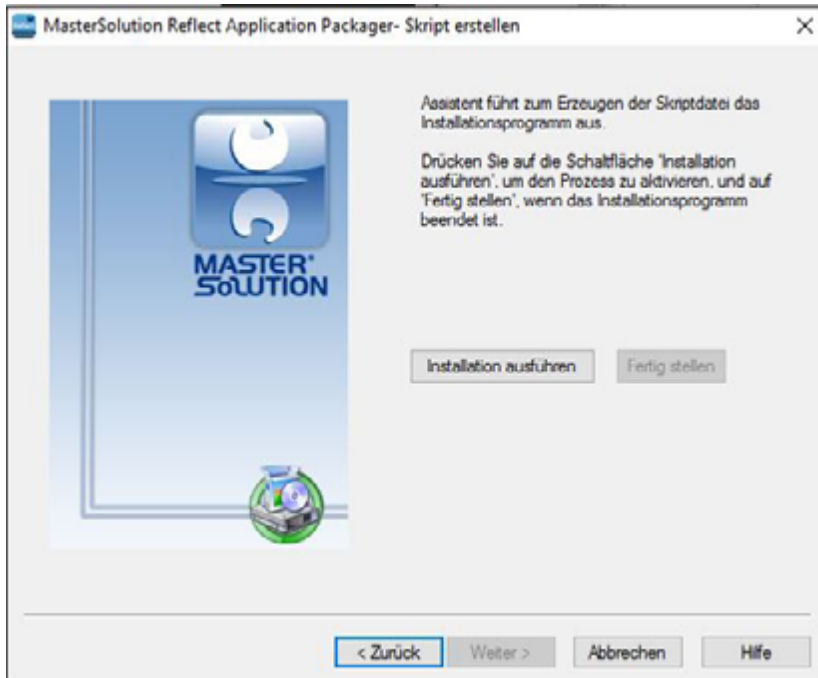 MasterSolution Reflect Application Packager- Skript erstellen
Assistent führt zum Erzeugen der Skriptdatei das
Installationsprogramm aus.
Drücken Sie auf die Schaltfläche 'Installation
ausführen', um den Prozess zu aktivieren, und auf
'Fertig stellen', wenn das Installationsprogramm
beendet ist.
MASTER
SOLUTION
Installation ausführen
Fertig stellen
< Zurück
Weiter >
Abbrechen
Hilfe